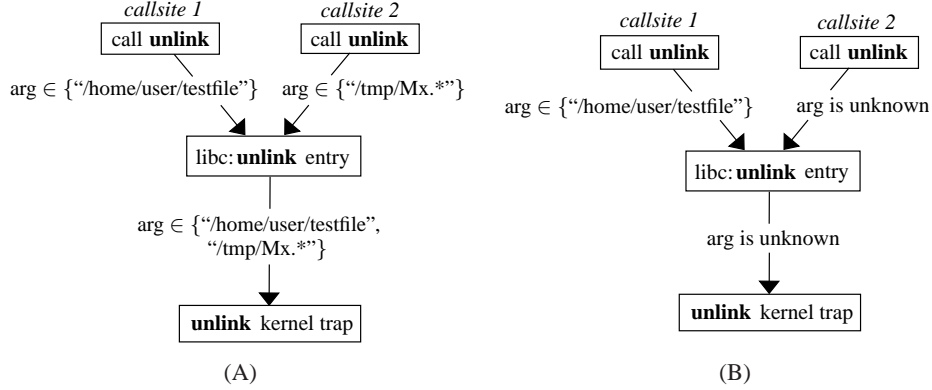 callsite 1
callsite 2
call unlink
call unlink
arg ∈ {“/home/user/testfile”}
arg ∈ {“/tmp/Mx.*”}
libc: unlink entry
arg ∈ {“/home/user/testfile”,
“/tmp/Mx.*”}
unlink kernel trap
(A)
callsite 1
callsite 2
call unlink
call unlink
arg ∈ {“/home/user/testfile”}
arg is unknown
libc: unlink entry
arg is unknown
unlink kernel trap
(B)